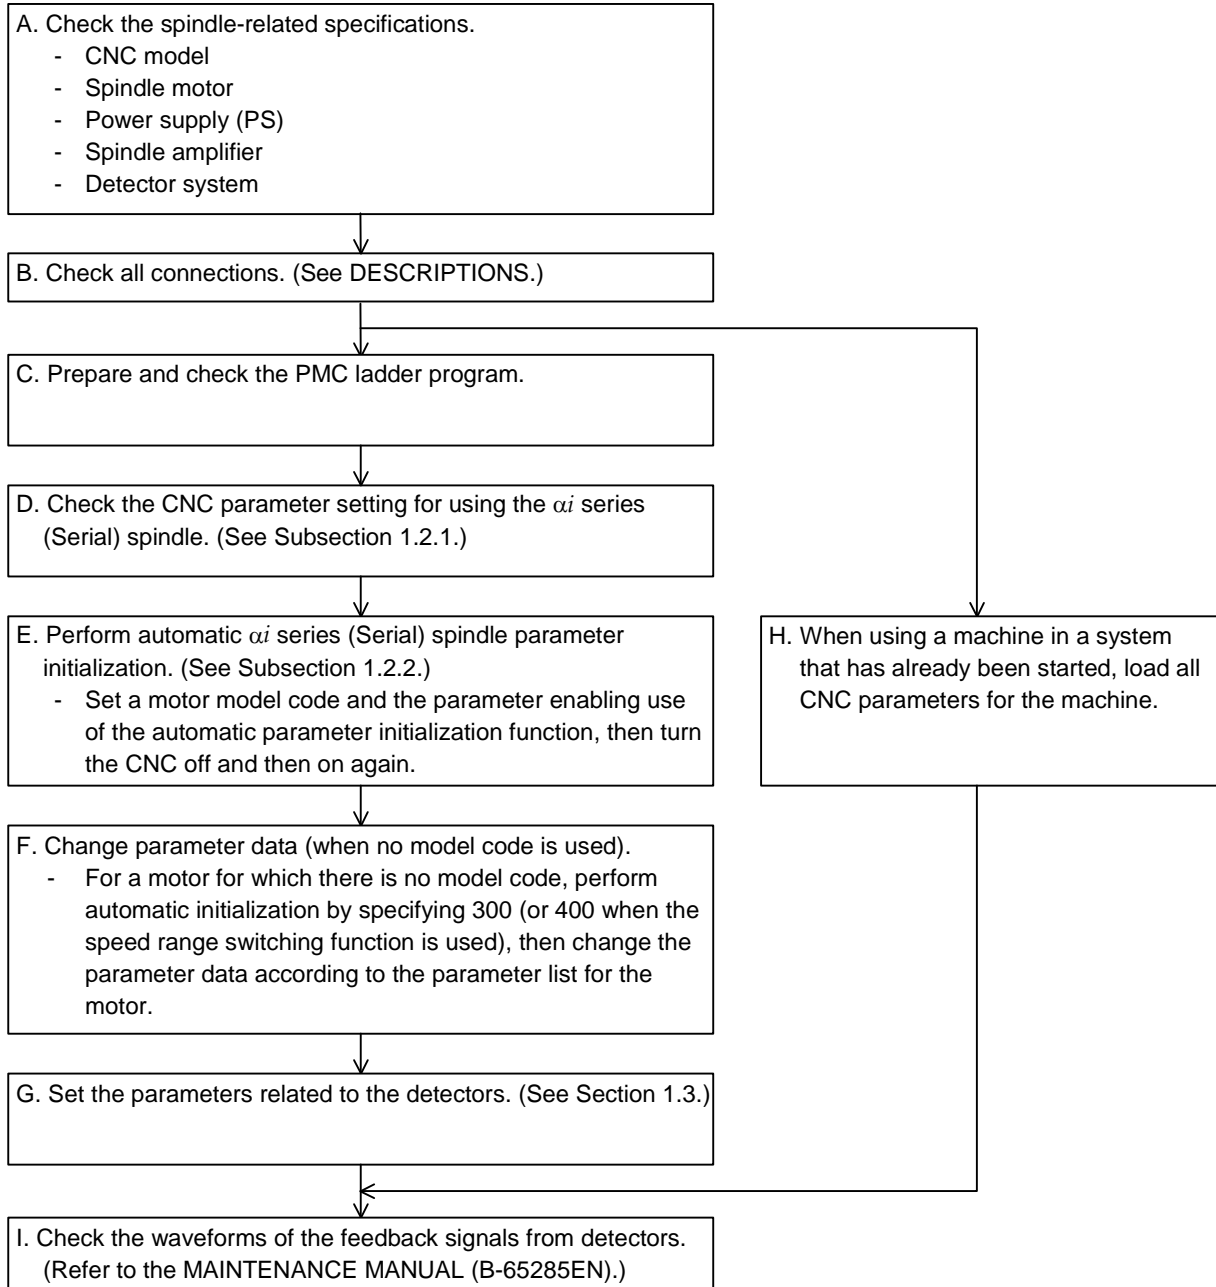 A. Check the spindle-related specifications.
- CNC model
- Spindle motor
- Power supply (PS)
- Spindle amplifier
- Detector system
B. Check all connections. (See DESCRIPTIONS.)
C. Prepare and check the PMC ladder program.
D. Check the CNC parameter setting for using the αi series
(Serial) spindle. (See Subsection 1.2.1.)
E. Perform automatic αi series (Serial) spindle parameter
initialization. (See Subsection 1.2.2.)
- Set a motor model code and the parameter enabling use
of the automatic parameter initialization function, then turn
the CNC off and then on again.
F. Change parameter data (when no model code is used).
- For a motor for which there is no model code, perform
automatic initialization by specifying 300 (or 400 when the
speed range switching function is used), then change the
parameter data according to the parameter list for the
motor.
G. Set the parameters related to the detectors. (See Section 1.3.)
H. When using a machine in a system
that has already been started, load all
CNC parameters for the machine.
I. Check the waveforms of the feedback signals from detectors.
(Refer to the MAINTENANCE MANUAL (B-65285EN).)